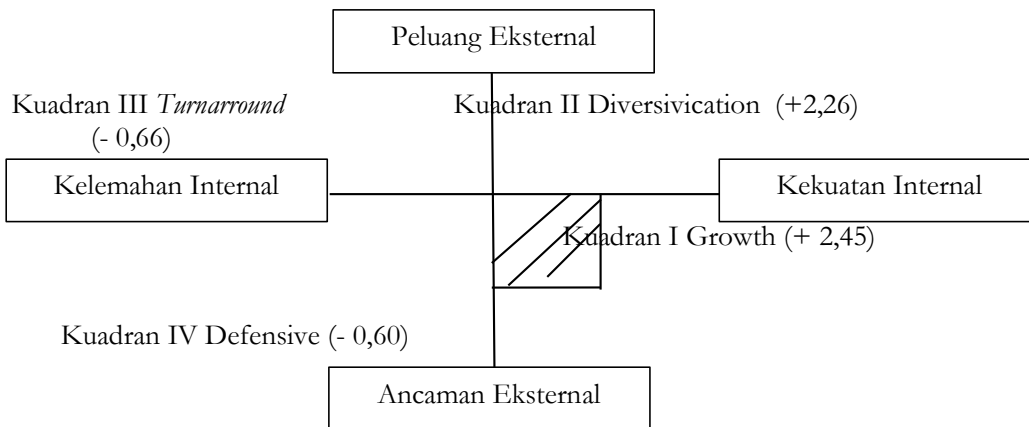 Peluang Eksternal
Kuadran III Turnarround
(- 0,66)
Kuadran II Diversivication (+2,26)
Kelemahan Internal
Kekuatan Internal
Kuadran I Growth (+ 2,45)
Kuadran IV Defensive (- 0,60)
Ancaman Eksternal